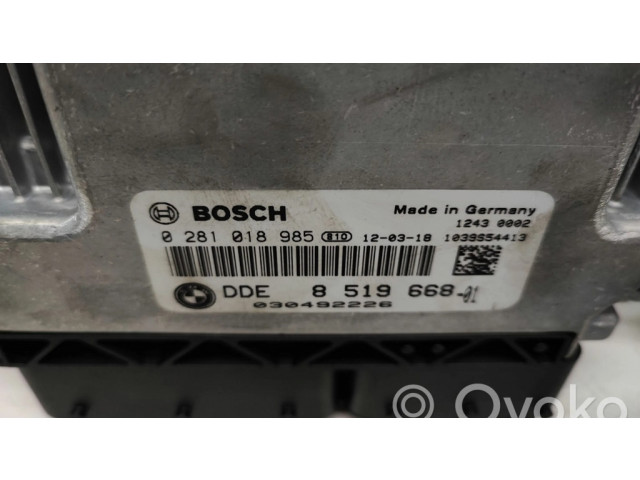 BOSCH
Made in Germany
1243 0002
0 281 018 985 B10 12-03-18 1039S54413
DDE 8 519 668-01
030492226
Ovoko